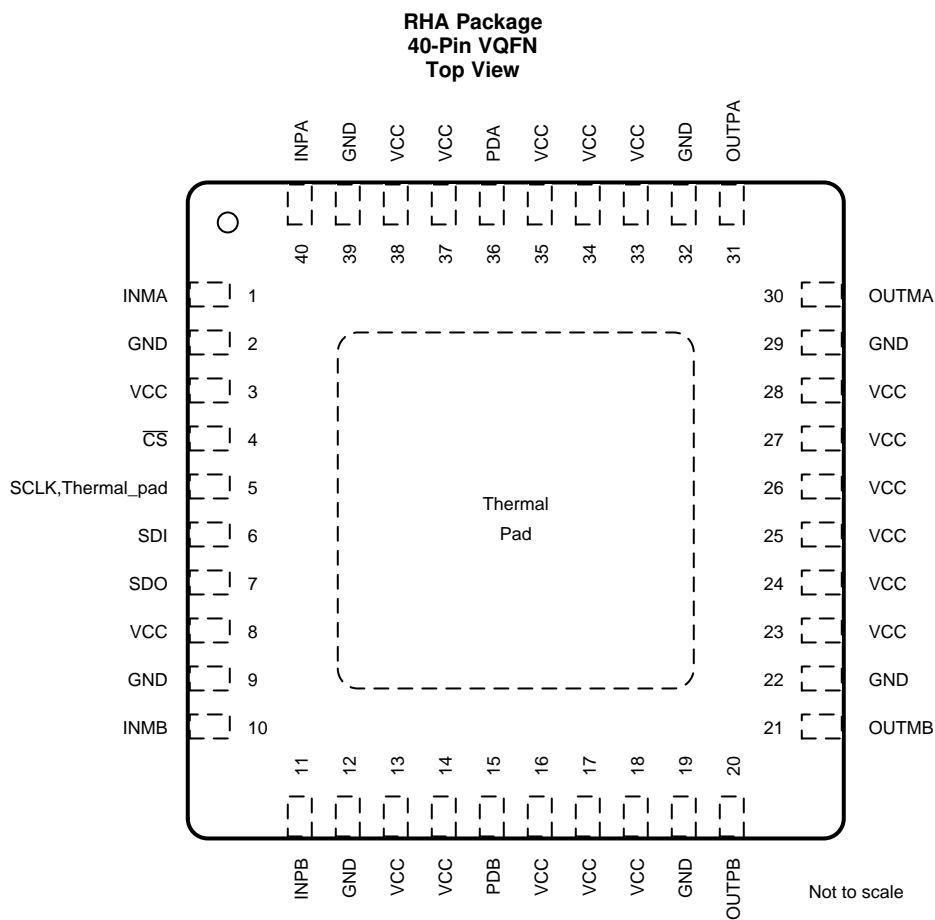 RHA Package
40-Pin VQFN
Top View
INPA
GND
VCC
VCC
PDA
VCC
VCC
VCC
GND
OUTPA
40
39
38
37
36
35
34
33
32
31
INMA 1
GND 2
VCC 3
CS 4
SCLK,Thermal_pad 5
SDI 6
SDO 7
VCC 8
GND 9
INMB 10
Thermal
Pad
30 OUTMA
29 GND
28 VCC
27 VCC
26 VCC
25 VCC
24 VCC
23 VCC
22 GND
21 OUTMB
11
12
13
14
15
16
17
18
19
20
INPB
GND
VCC
VCC
PDB
VCC
VCC
VCC
GND
OUTPB
Not to scale